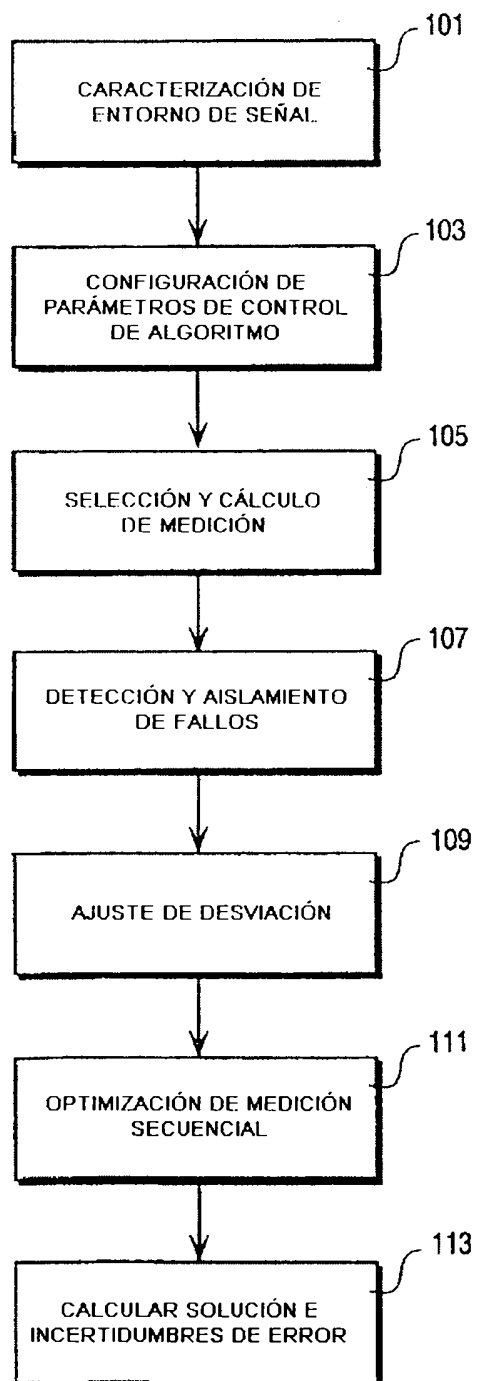 101
CARACTERIZACIÓN DE
ENTORNO DE SEÑAL
103
CONFIGURACIÓN DE
PARÁMETROS DE CONTROL
DE ALGORITMO
105
SELECCIÓN Y CÁLCULO
DE MEDICIÓN
107
DETECCIÓN Y AISLAMIENTO
DE FALLOS
109
AJUSTE DE DESVIACIÓN
111
OPTIMIZACIÓN DE MEDICIÓN
SECUENCIAL
113
CALCULAR SOLUCIÓN E
INCERTIDUMBRES DE ERROR